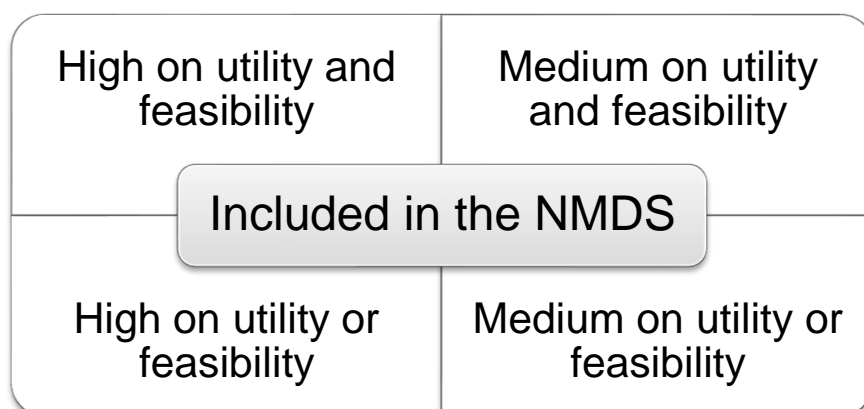 High on utility and
feasibility
Medium on utility
and feasibility
Included in the NMDS
High on utility or
feasibility
Medium on utility or
feasibility